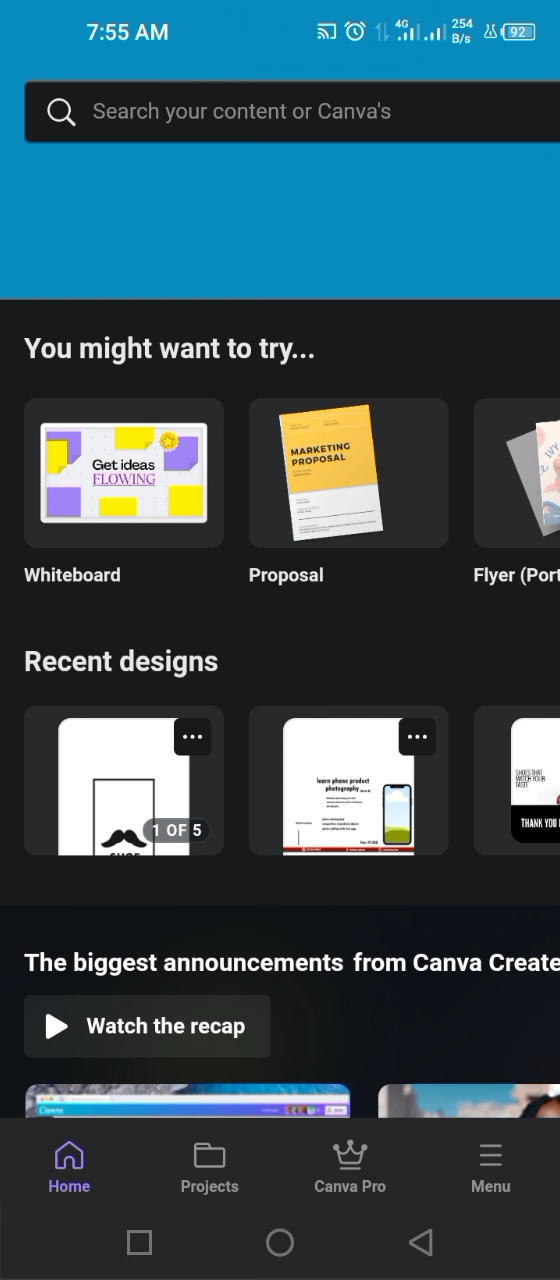 7:55 AM
4G
254
B/s
92
Search your content or Canva's
You might want to try...
Get ideas
FLOWING
MARKETING
PROPOSAL
IVY
Whiteboard
Proposal
Flyer (Port
Recent designs
1 OF 5
learn phone product
photography
SHOES THAT
MATCH YOUR
TASTE
THANK YOU
The biggest announcements from Canva Create
Watch the recap
Canva
Home
Projects
Canva Pro
Menu